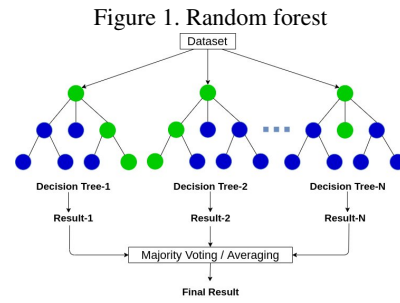 Figure 1. Random forest
Dataset
Decision Tree-1
Decision Tree-2
Decision Tree-N
Result-1
Result-2
Result-N
Majority Voting / Averaging
Final Result